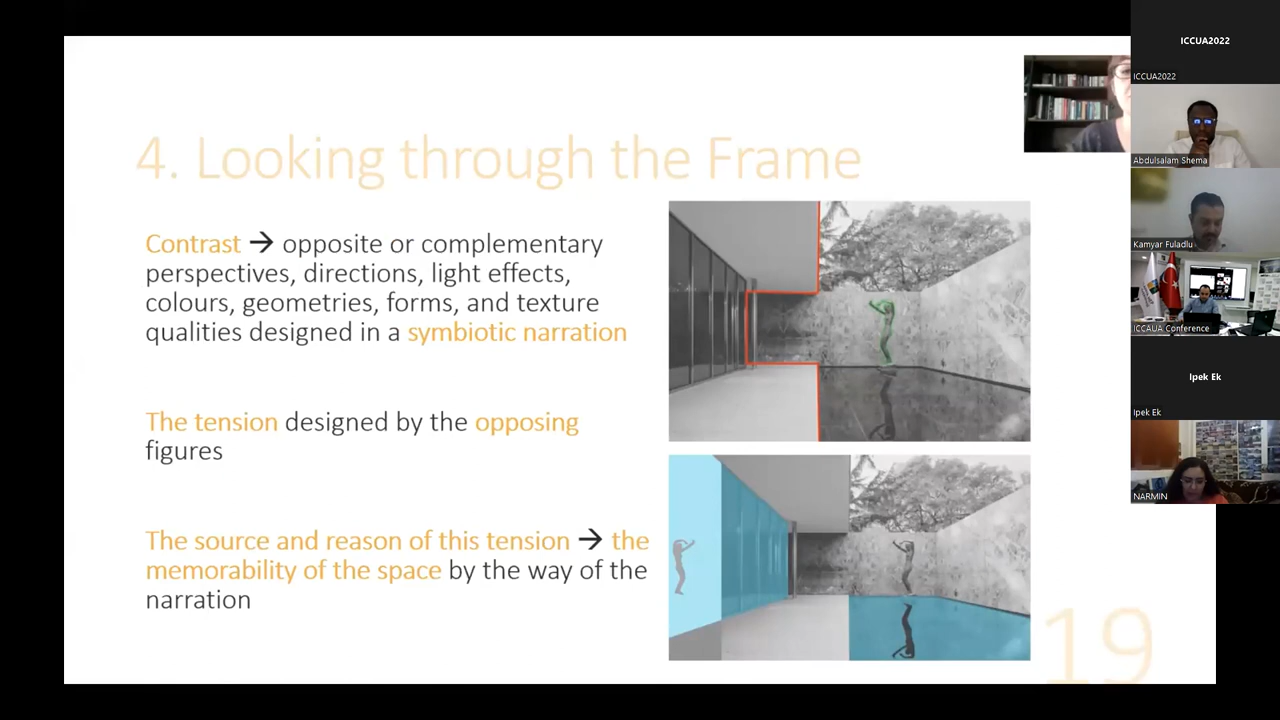 4. Looking through the Frame
Contrast → opposite or complementary
perspectives, directions, light effects,
colours, geometries, forms, and texture
qualities designed in a symbiotic narration
The tension designed by the opposing
figures
The source and reason of this tension → the
memorability of the space by the way of the
narration
19
ICCUA2022
ICCUA2022
Abdulsalam Shema
Kamyar Fuladlu
ICCAUA Conference
Ipek Ek
Ipek Ek
NARMIN